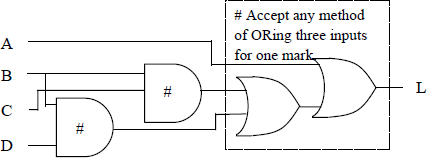 # Accept any method
of ORing three inputs
for one mark
A
B
#
L
C
#
D